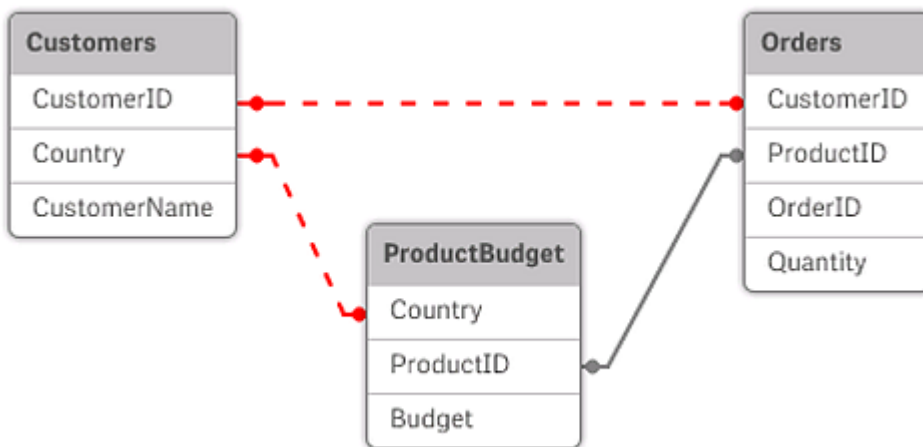 Customers
CustomerID
Country
CustomerName
ProductBudget
Country
ProductID
Budget
Orders
CustomerID
ProductID
OrderID
Quantity